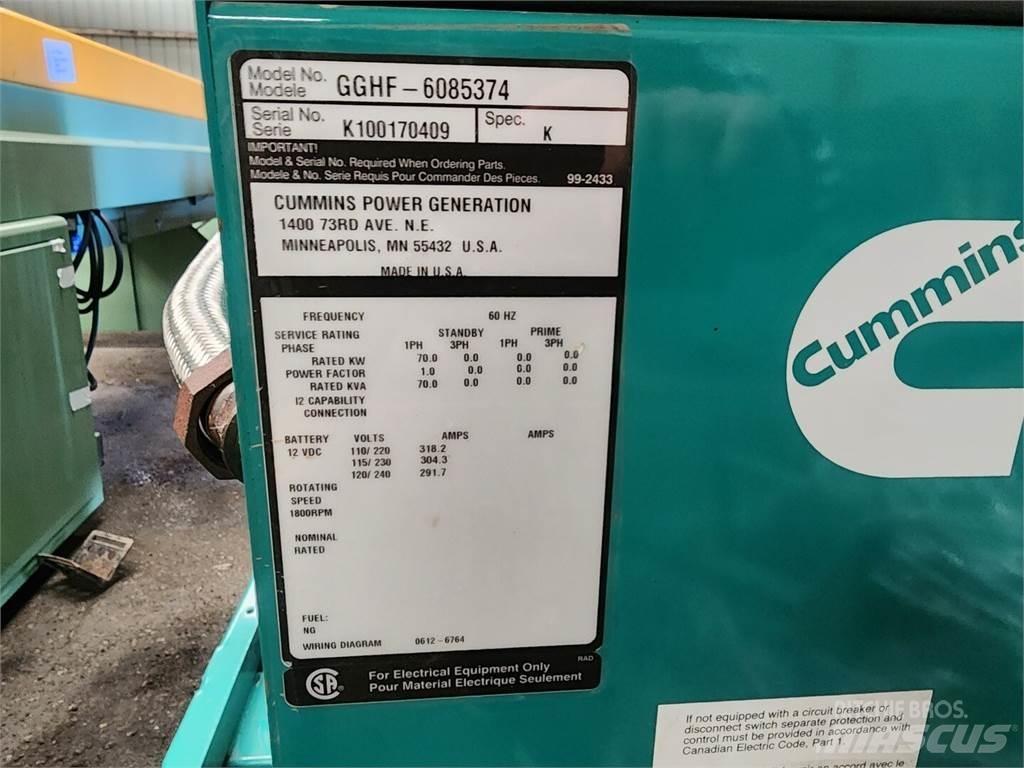 Model No.
Modele
GGHF-6085374
Serial No.
Serie
K100170409
Spec.
K
IMPORTANT!
Model & Serial No. Required When Ordering Parts.
Modele & No. Serie Requis Pour Commander Des Pieces. 99-2433
CUMMINS POWER GENERATION
1400 73RD AVE. N.E.
MINNEAPOLIS, MN 55432 U.S.A.
MADE IN U.S.A.
FREQUENCY 60 HZ
SERVICE RATING STANDBY PRIME
PHASE 1PH 3PH 1PH 3PH
RATED KW 70.0 0.0 0.0 0.0
POWER FACTOR 1.0 0.0 0.0 0.0
RATED KVA 70.0 0.0 0.0 0.0
I2 CAPABILITY
CONNECTION
BATTERY VOLTS AMPS AMPS
12 VDC 110/ 220 318.2
115/ 230 304.3
120/ 240 291.7
ROTATING
SPEED
1800RPM
NOMINAL
RATED
FUEL:
NG
WIRING DIAGRAM 0612-6764
RAD
SA
For Electrical Equipment Only
Pour Material Electrique Seulement
Cummins
If not equipped with a circuit breaker or
disconnect switch separate protection and
control must be provided in accordance with
Canadian Electric Code, Part 1.
accord avec le
RITCHIE BROS.
MASCUS